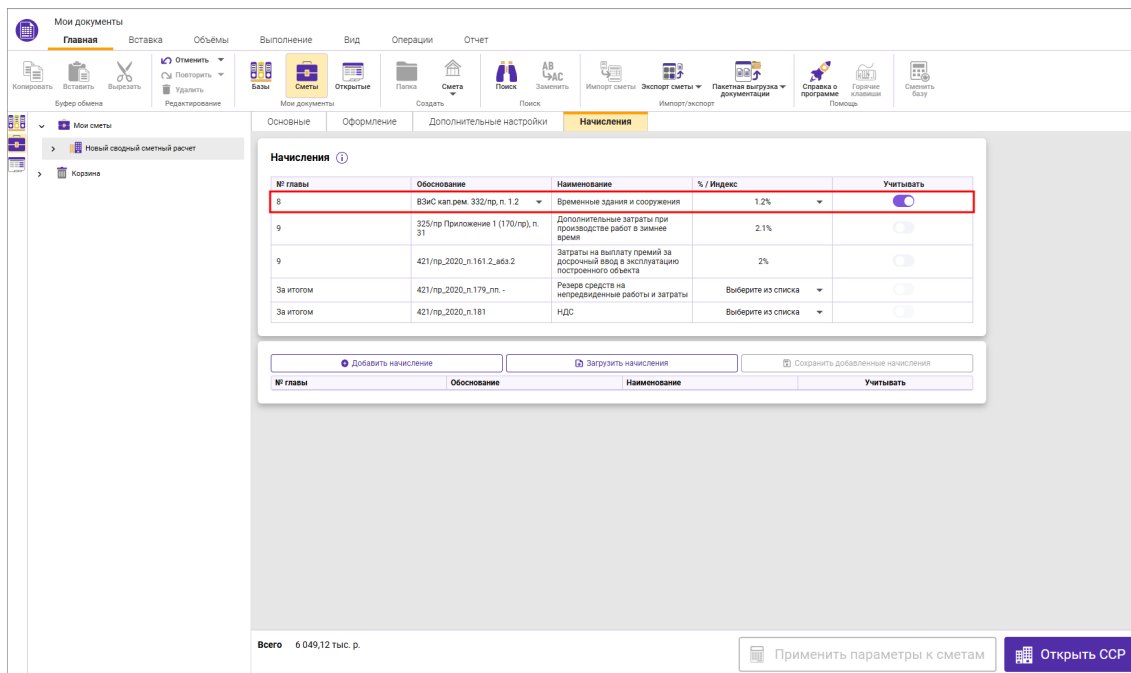 Мои документы
Главная Вставка Объёмы Выполнение Вид Операции Отчет
Копировать Вставить Вырезать
Буфер обмена
Отменить
Повторить
Удалить
Редактирование
Базы Сметы Открытые
Мои документы
Папка Смета
Создать
Поиск Заменить
AB
AC
Поиск
Импорт сметы Экспорт сметы Пакетная выгрузка документации
Импорт/экспорт
Справка о программе Горячие клавиши
Помощь
Сменить базу
Мои сметы
Новый сводный сметный расчет
Корзина
Основные Оформление Дополнительные настройки Начисления
Начисления
№ главы Обоснование Наименование % / Индекс Учитывать
8 ВЗиС кап.рем. 332/пр, п. 1.2 Временные здания и сооружения 1.2%
9 325/пр Приложение 1 (170/пр), п. 31 Дополнительные затраты при производстве работ в зимнее время 2.1%
9 421/пр_2020_п.161.2_абз.2 Затраты на выплату премий за досрочный ввод в эксплуатацию построенного объекта 2%
За итогом 421/пр_2020_п.179_пп. - Резерв средств на непредвиденные работы и затраты Выберите из списка
За итогом 421/пр_2020_п.181 НДС Выберите из списка
Добавить начисление Загрузить начисления Сохранить добавленные начисления
№ главы Обоснование Наименование Учитывать
Всего 6 049,12 тыс. р.
Применить параметры к сметам
Открыть ССР